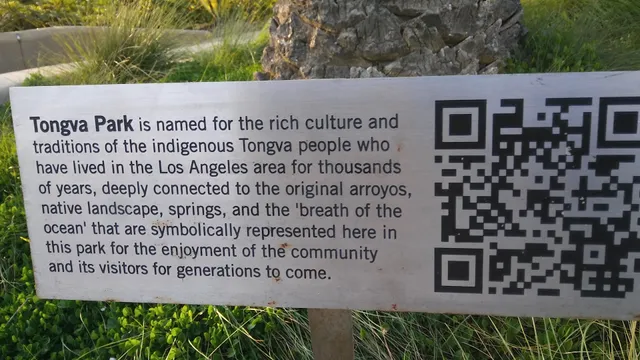 Tongva Park is named for the rich culture and
traditions of the indigenous Tongva people who
have lived in the Los Angeles area for thousands
of years, deeply connected to the original arroyos,
native landscape, springs, and the 'breath of the
ocean' that are symbolically represented here in
this park for the enjoyment of the community
and its visitors for generations to come.